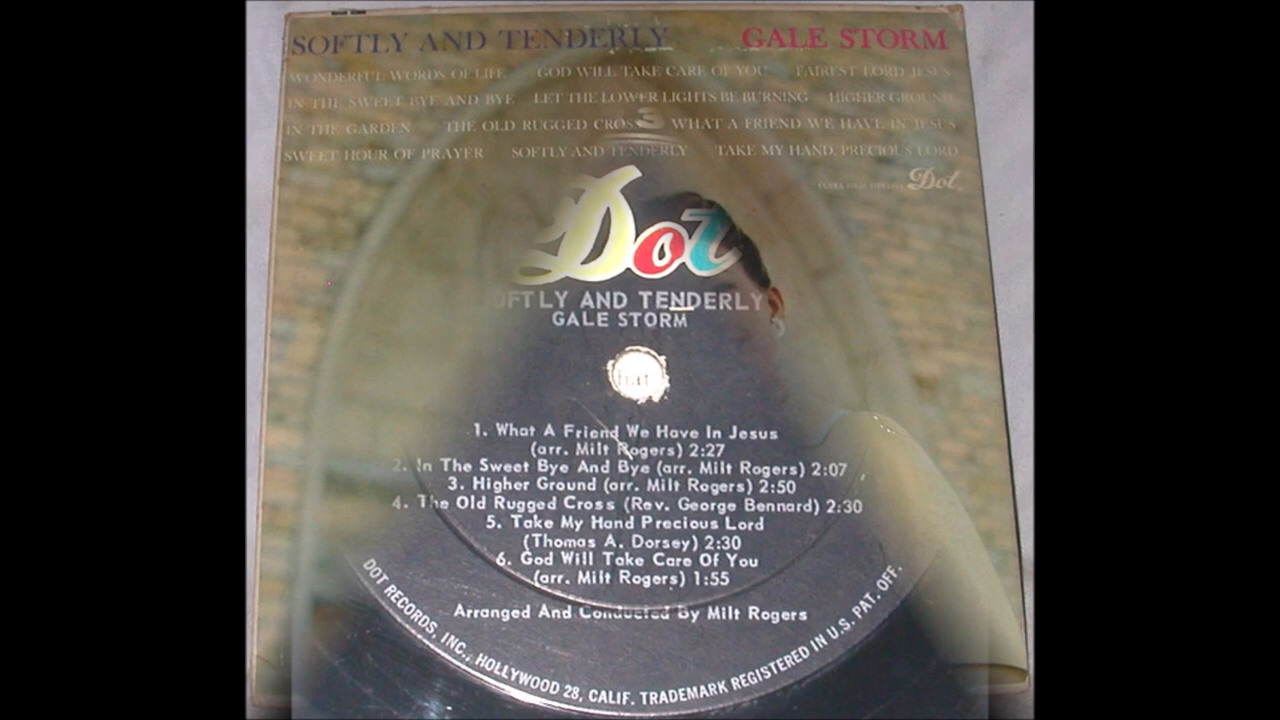 SOFTLY AND TENDERLY GALE STORM
WONDERFUL WORDS OF LIFE GOD WILL TAKE CARE OF YOU FAIREST LORD JESUS
IN THE SWEET BYE AND BYE LET THE LOWER LIGHTS BE BURNING HIGHER GROUND
IN THE GARDEN THE OLD RUGGED CROSS WHAT A FRIEND WE HAVE IN JESUS
SWEET HOUR OF PRAYER SOFTLY AND TENDERLY TAKE MY HAND, PRECIOUS LORD
ULTRA HIGH FIDELITY Dot
Dot
SOFTLY AND TENDERLY
GALE STORM
1. What A Friend We Have In Jesus
(arr. Milt Rogers) 2:27
2. In The Sweet Bye And Bye (arr. Milt Rogers) 2:07
3. Higher Ground (arr. Milt Rogers) 2:50
4. The Old Rugged Cross (Rev. George Bennard) 2:30
5. Take My Hand Precious Lord
(Thomas A. Dorsey) 2:30
6. God Will Take Care Of You
(arr. Milt Rogers) 1:55
Arranged And Conducted By Milt Rogers
DOT RECORDS, INC., HOLLYWOOD 28, CALIF. TRADEMARK REGISTERED IN U.S. PAT. OFF.